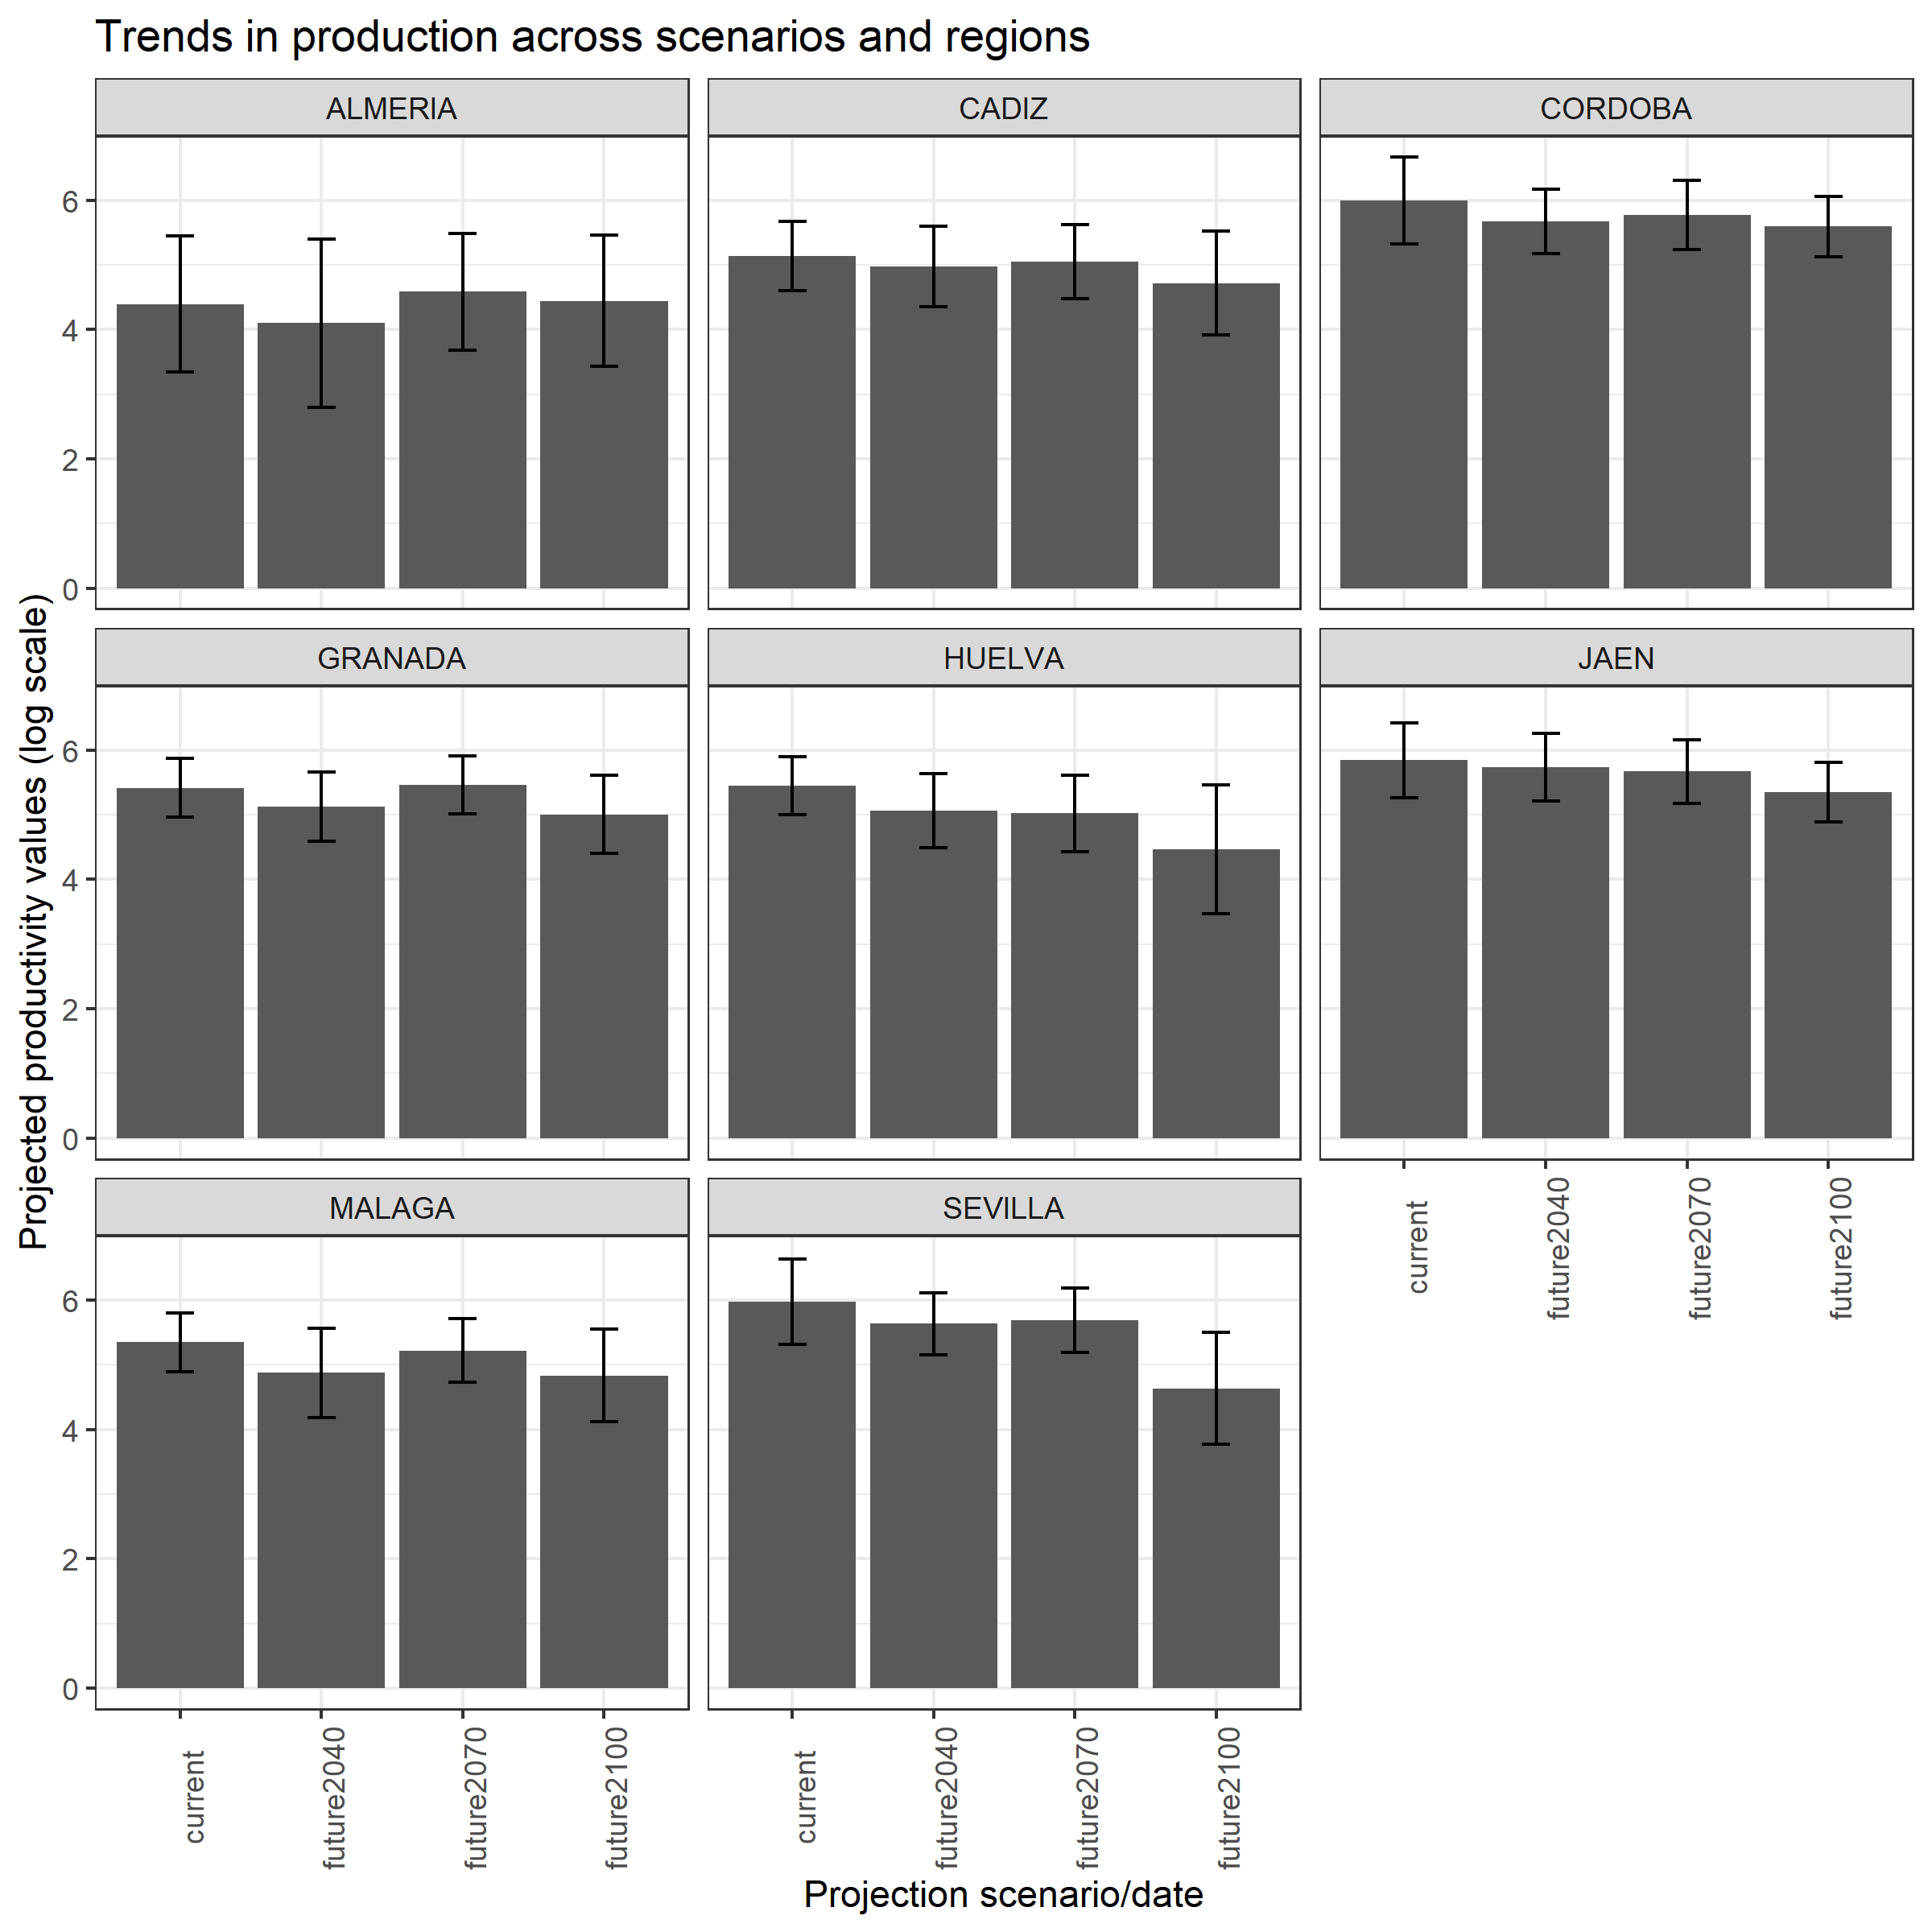 Trends in production across scenarios and regions
ALMERIA
CADIZ
CORDOBA
6
4
2
0
GRANADA
HUELVA
JAEN
6
4
2
0
current
future2040
future2070
future2100
MALAGA
SEVILLA
6
4
2
0
current
future2040
future2070
future2100
current
future2040
future2070
future2100
Projected productivity values (log scale)
Projection scenario/date